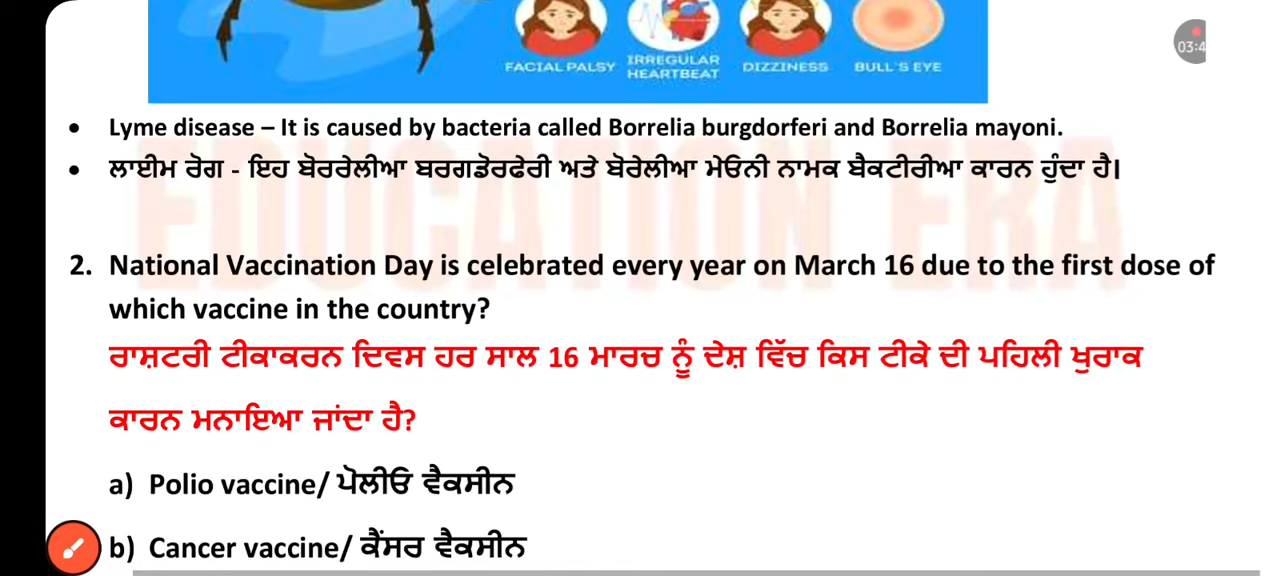 FACIAL PALSY
IRREGULAR
HEARTBEAT
DIZZINESS
BULL'S EYE
03:4
• Lyme disease – It is caused by bacteria called Borrelia burgdorferi and Borrelia mayoni.
• ਲਾਈਮ ਰੋਗ - ਇਹ ਬੋਰਰੇਲੀਆ ਬਰਗਡੋਰਫੇਰੀ ਅਤੇ ਬੋਰੇਲੀਆ ਮੇਓਨੀ ਨਾਮਕ ਬੈਕਟੀਰੀਆ ਕਾਰਨ ਹੁੰਦਾ ਹੈ।
EDUCATION ERA
2. National Vaccination Day is celebrated every year on March 16 due to the first dose of
which vaccine in the country?
ਰਾਸ਼ਟਰੀ ਟੀਕਾਕਰਨ ਦਿਵਸ ਹਰ ਸਾਲ 16 ਮਾਰਚ ਨੂੰ ਦੇਸ਼ ਵਿੱਚ ਕਿਸ ਟੀਕੇ ਦੀ ਪਹਿਲੀ ਖੁਰਾਕ
ਕਾਰਨ ਮਨਾਇਆ ਜਾਂਦਾ ਹੈ?
a) Polio vaccine/ ਪੋਲੀਓ ਵੈਕਸੀਨ
b) Cancer vaccine/ ਕੈਂਸਰ ਵੈਕਸੀਨ